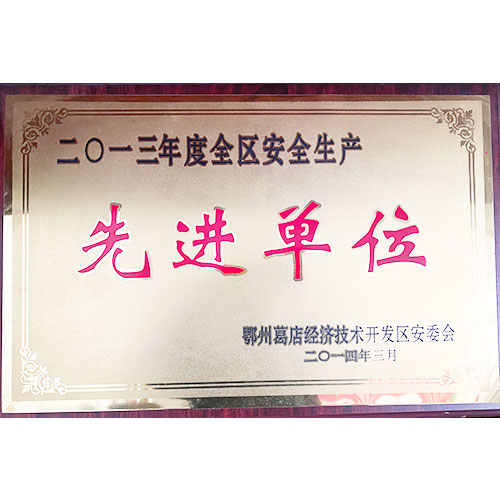 二〇一三年度全区安全生产
先进单位
鄂州葛店经济技术开发区安委会
二〇一四年三月